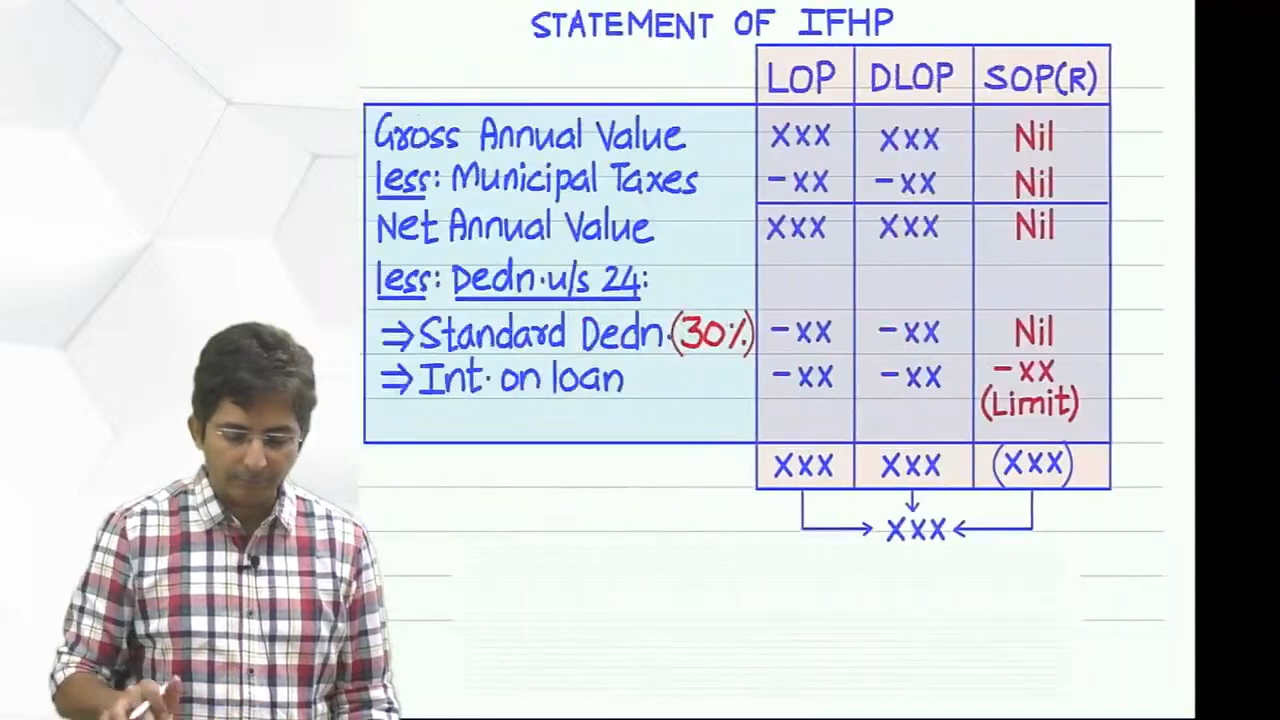 STATEMENT OF IFHP
LOP DLOP SOP(R)
Gross Annual Value XXX XXX Nil
less: Municipal Taxes -XX -XX Nil
Net Annual Value XXX XXX Nil
less: Dedn.u/s 24:
⇒ Standard Dedn.(30%) -XX -XX Nil
⇒ Int. on loan -XX -XX -XX
(Limit)
XXX XXX (XXX)
XXX